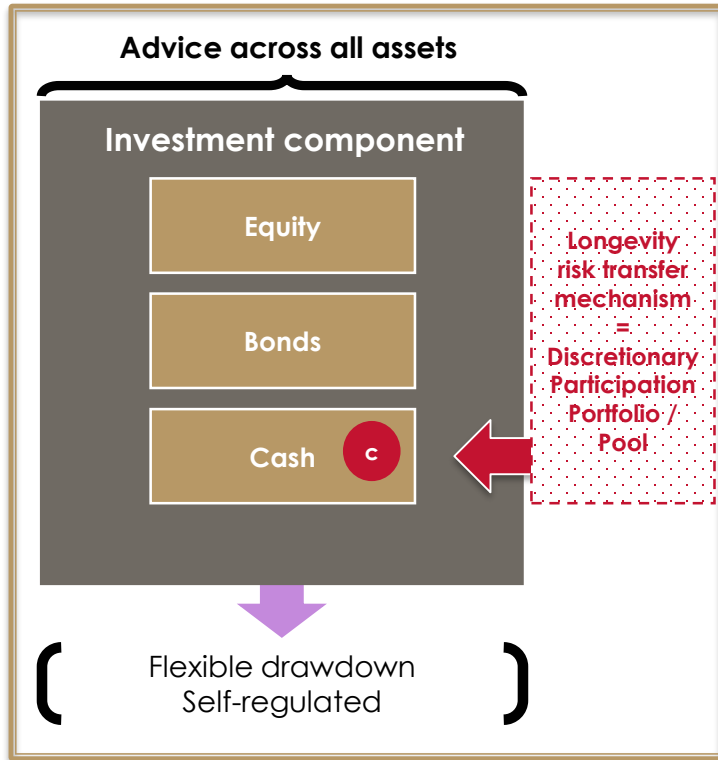 Advice across all assets
Investment component
Equity
Bonds
Cash
c
Longevity
risk transfer
mechanism
=
Discretionary
Participation
Portfolio /
Pool
Flexible drawdown
Self-regulated